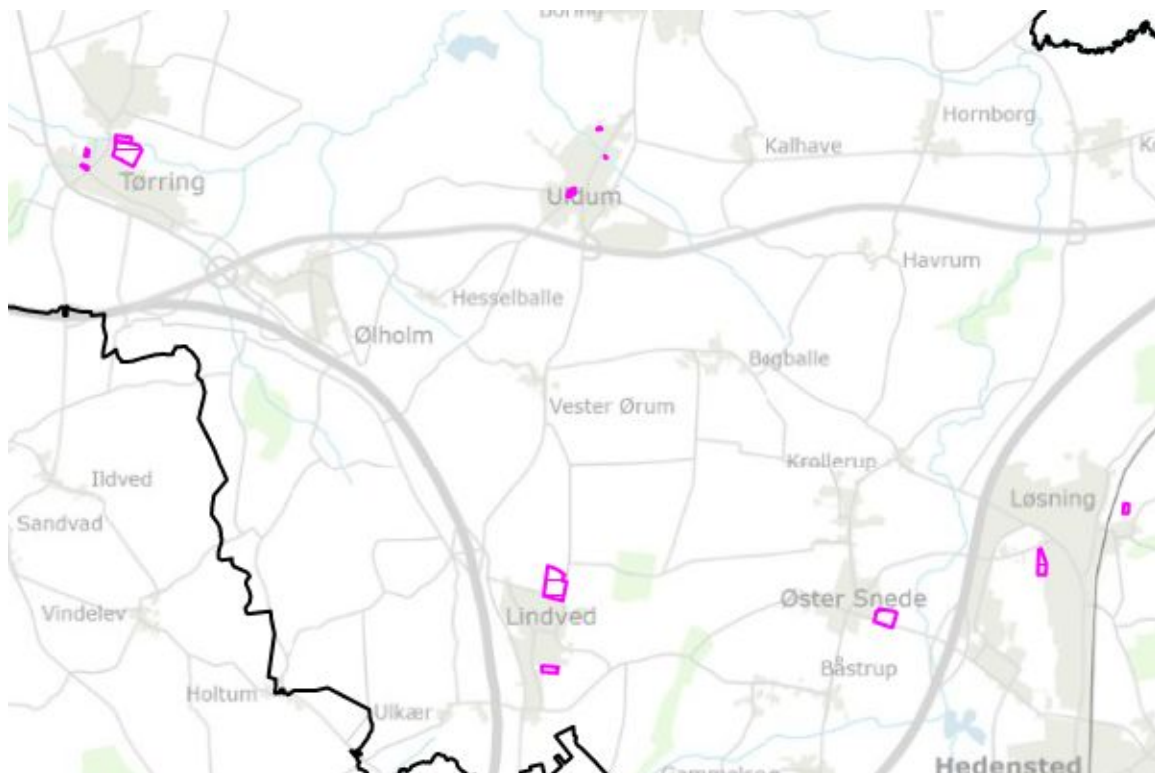 Hornborg
Kalhave
Tørring
Uldum
Havrum
Hesselballe
Ølholm
Bøgballe
Vester Ørum
Krollerup
Ildved
Løsning
Sandvad
Øster Snede
Vindelev
Lindved
Båstrup
Holtum
Ulkær
Hedensted